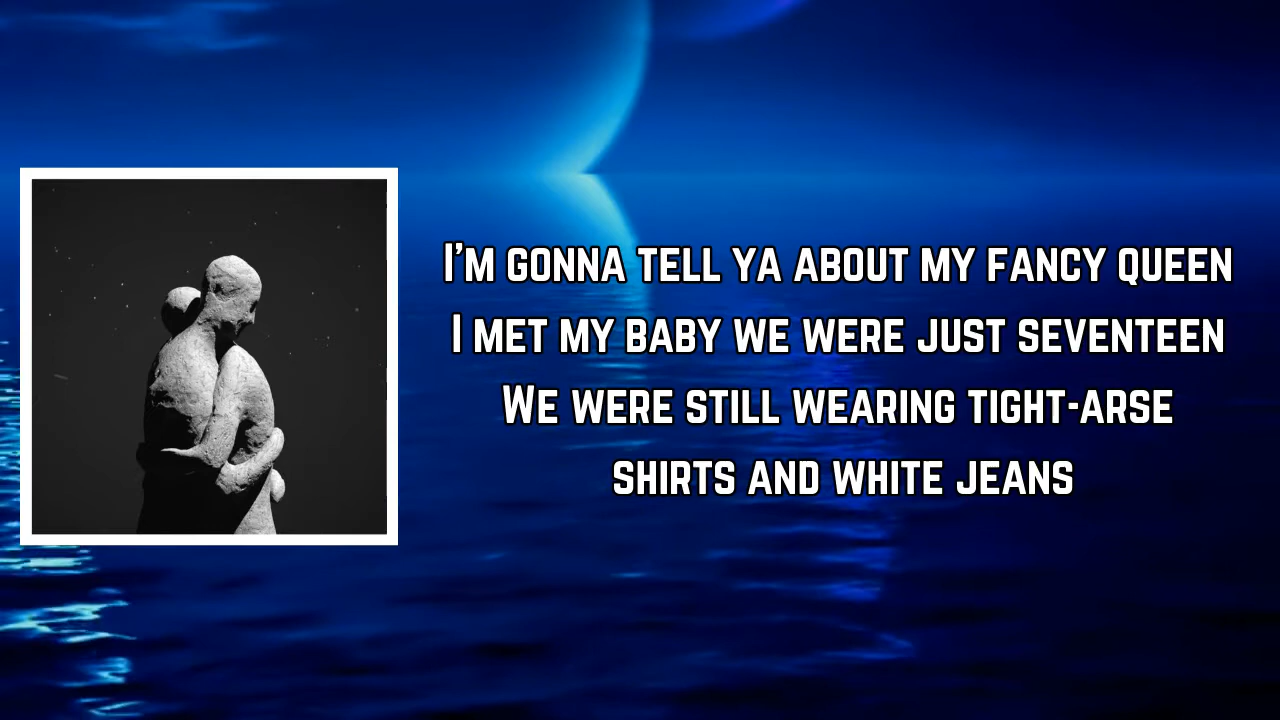 I'm gonna tell ya about my fancy queen
I met my baby we were just seventeen
We were still wearing tight-arse
shirts and white jeans